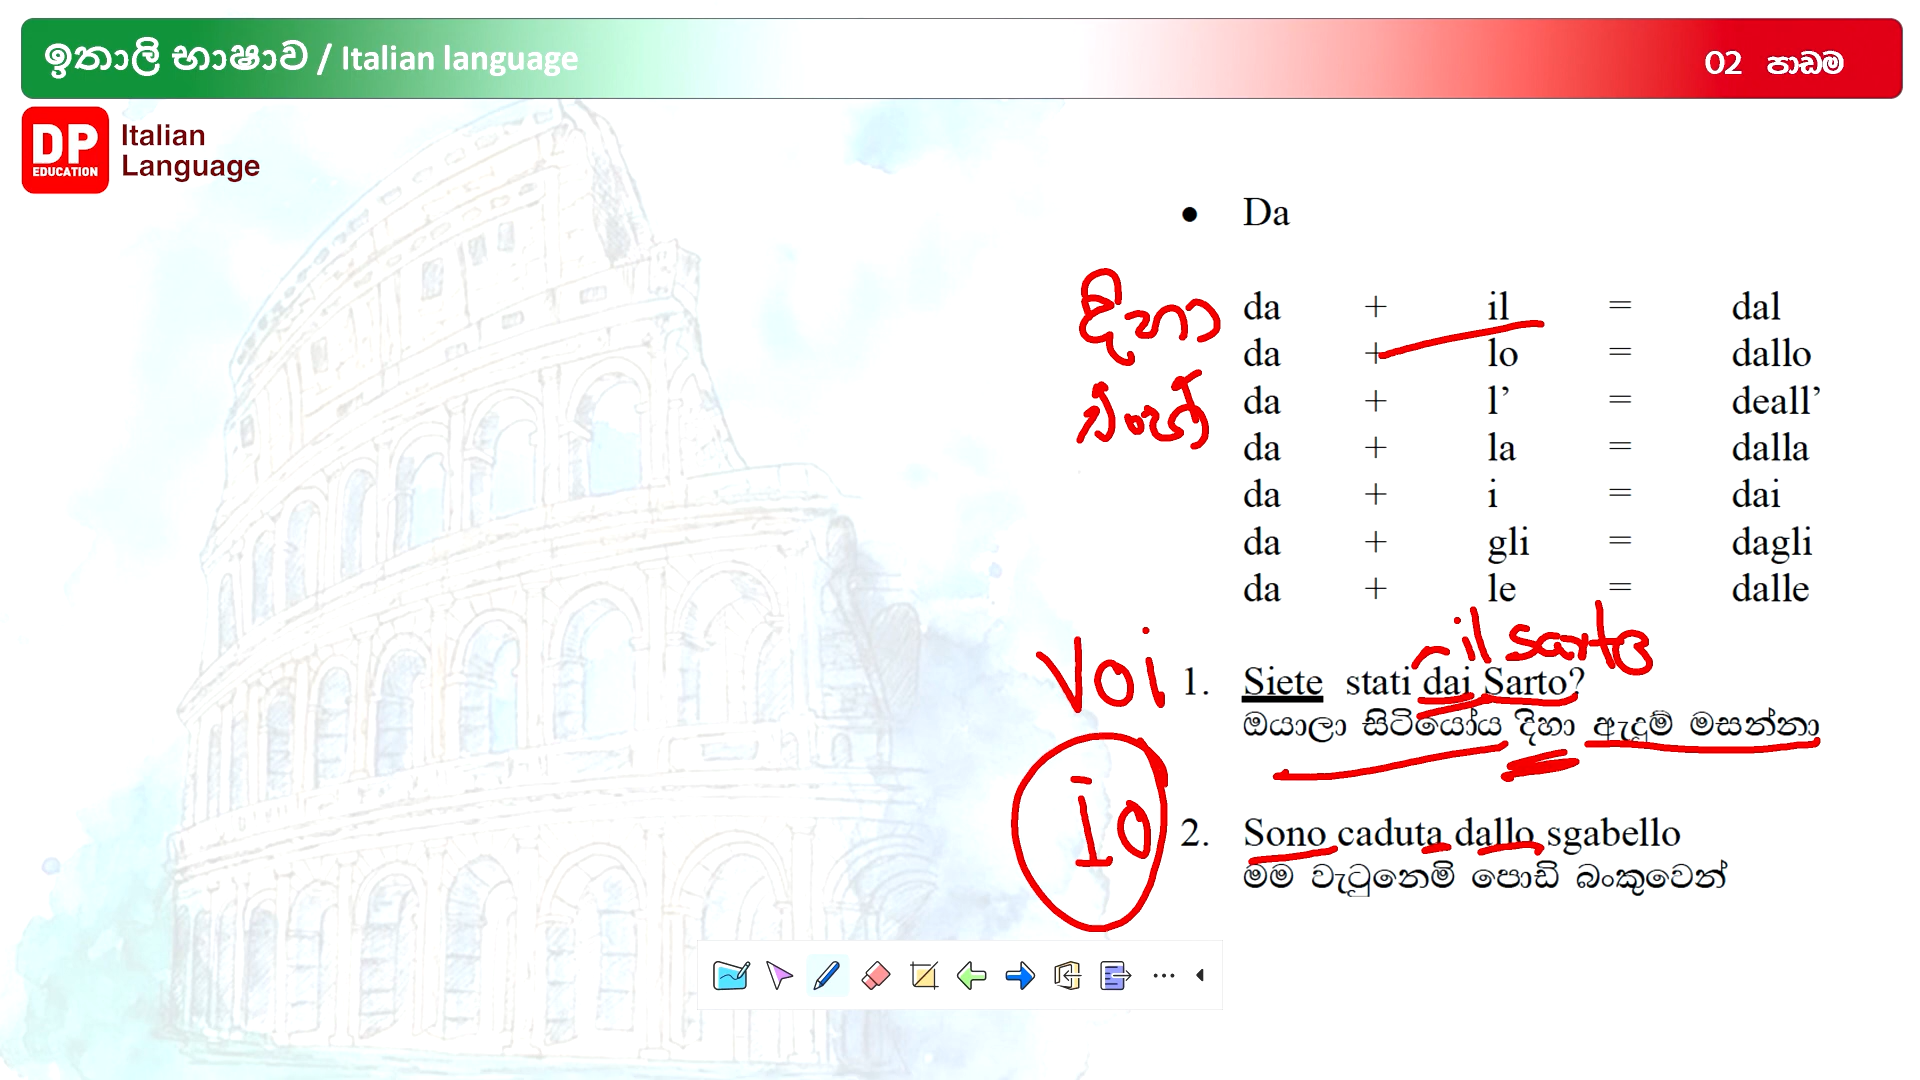 ඉතාලි භාෂාව / Italian language
02 පාඩම
DP
EDUCATION
Italian
Language
• Da
දිහා
da + il = dal
da + lo = dallo
da + l’ = deall’
da + la = dalla
da + i = dai
da + gli = dagli
da + le = dalle
il sarto
voi
1. Siete stati dai Sarto?
ඔයාලා සිටියෝය දිහා ඇඳුම් මසන්නා
Io
2. Sono caduta dallo sgabello
මම වැටුනෙමි පොඩි බංකුවෙන්